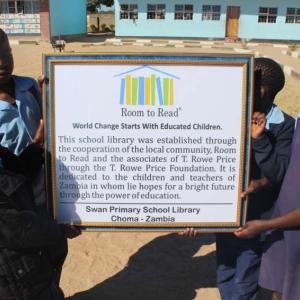 Room to Read®
World Change Starts With Educated Children.
This school library was established through
the cooperation of the local community, Room
to Read and the associates of T. Rowe Price
through the T. Rowe Price Foundation. It is
dedicated to the children and teachers of
Zambia in whom lie hopes for a bright future
through the power of education.
Swan Primary School Library
Choma - Zambia